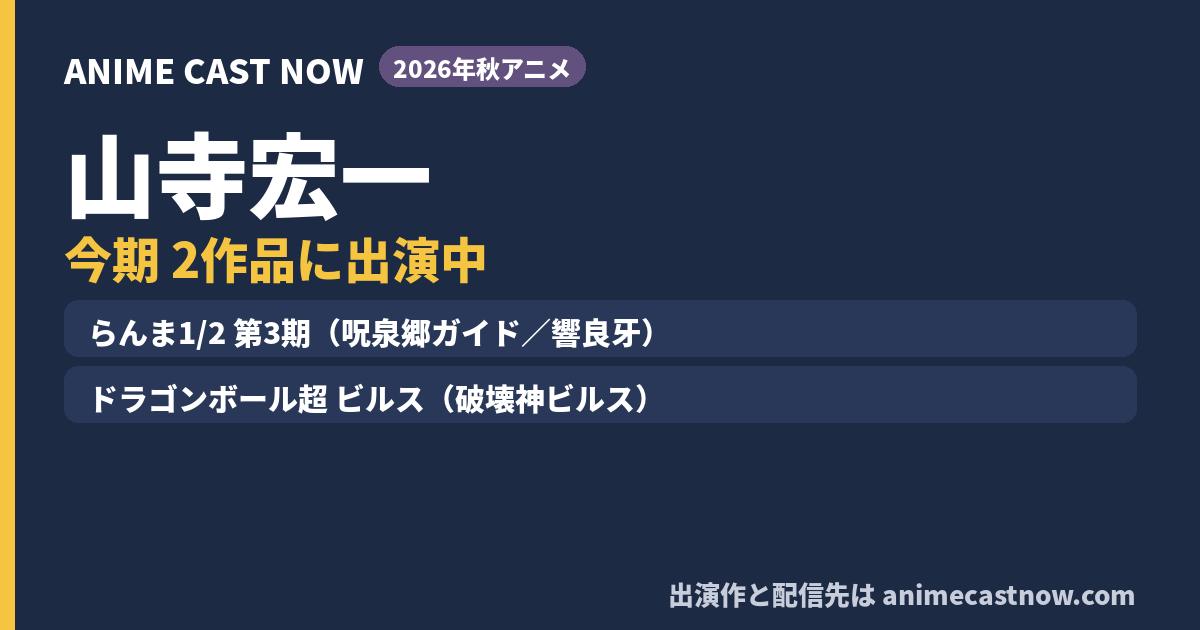 ANIME CAST NOW 2026年秋アニメ
山寺宏一
今期 2作品に出演中
らんま1/2 第3期（呪泉郷ガイド／響良牙）
ドラゴンボール超 ビルス（破壊神ビルス）
出演作と配信先は animecastnow.com